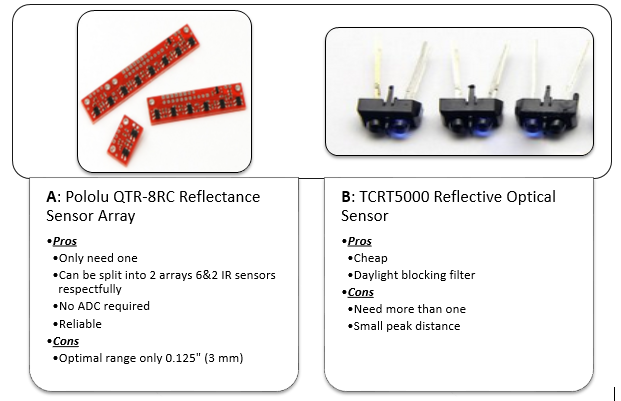 A: Pololu QTR-8RC Reflectance
Sensor Array
•Pros
•Only need one
•Can be split into 2 arrays 6&2 IR sensors
respectfully
•No ADC required
•Reliable
•Cons
•Optimal range only 0.125" (3 mm)
B: TCRT5000 Reflective Optical
Sensor
•Pros
•Cheap
•Daylight blocking filter
•Cons
•Need more than one
•Small peak distance